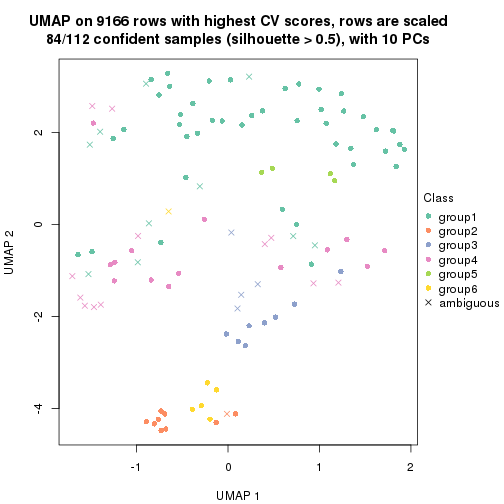 UMAP on 9166 rows with highest CV scores, rows are scaled
84/112 confident samples (silhouette > 0.5), with 10 PCs
UMAP 2
2
0
-2
-4
-1
0
1
2
UMAP 1
Class
group1
group2
group3
group4
group5
group6
ambiguous